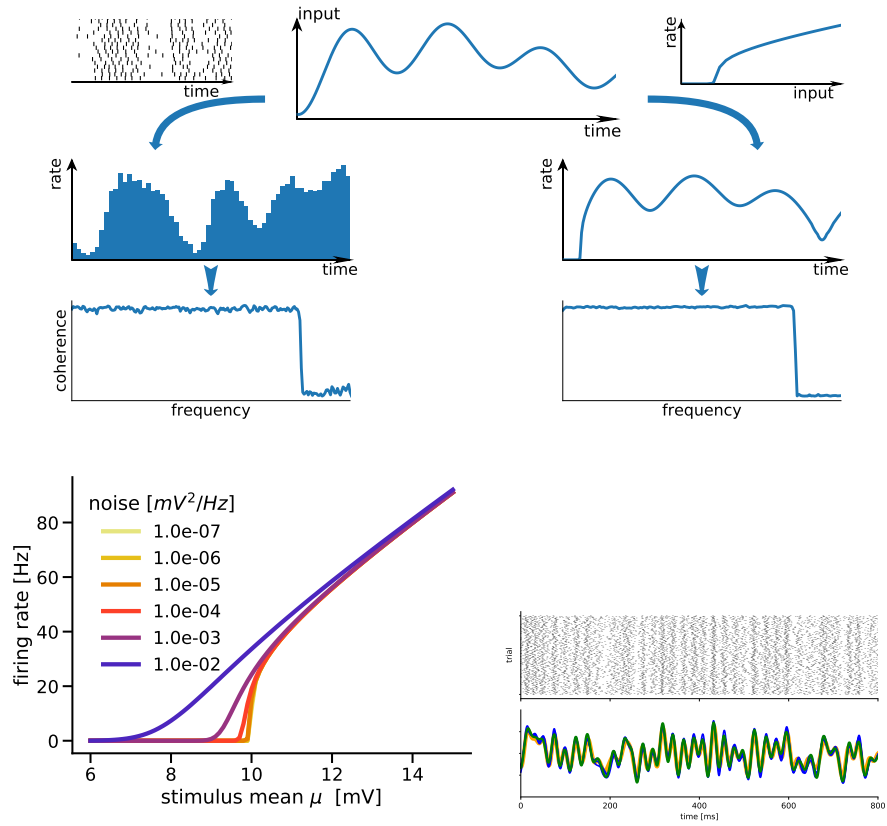 input
rate
time
input
time
rate
time
rate
time
coherence
frequency
frequency
noise [mV²/Hz]
1.0e-07
1.0e-06
1.0e-05
1.0e-04
1.0e-03
1.0e-02
firing rate [Hz]
80
60
40
20
0
6 8 10 12 14
stimulus mean μ [mV]
trial
0 200 400 600 800
time [ms]